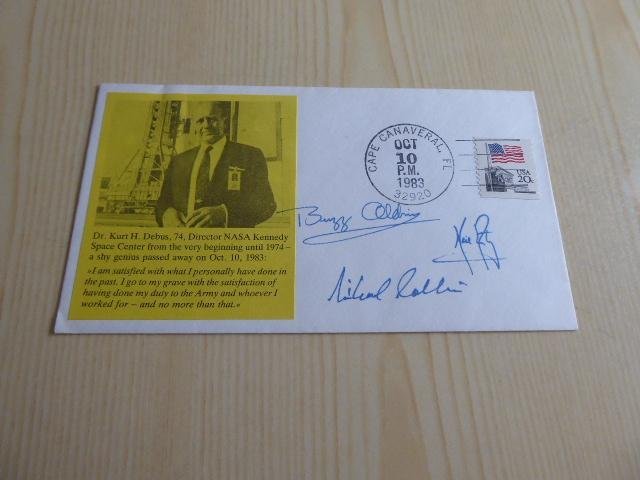 Dr. Kurt H. Debus, 74, Director NASA Kennedy
Space Center from the very beginning until 1974 –
a shy genius passed away on Oct. 10, 1983:
«I am satisfied with what I personally have done in
the past. I go to my grave with the satisfaction of
having done my duty to the Army and whoever I
worked for – and no more than that.»
CAPE CANAVERAL, FL
OCT
10
P.M.
1983
32920
USA
20c
Buzz Aldrin
Michael Collins